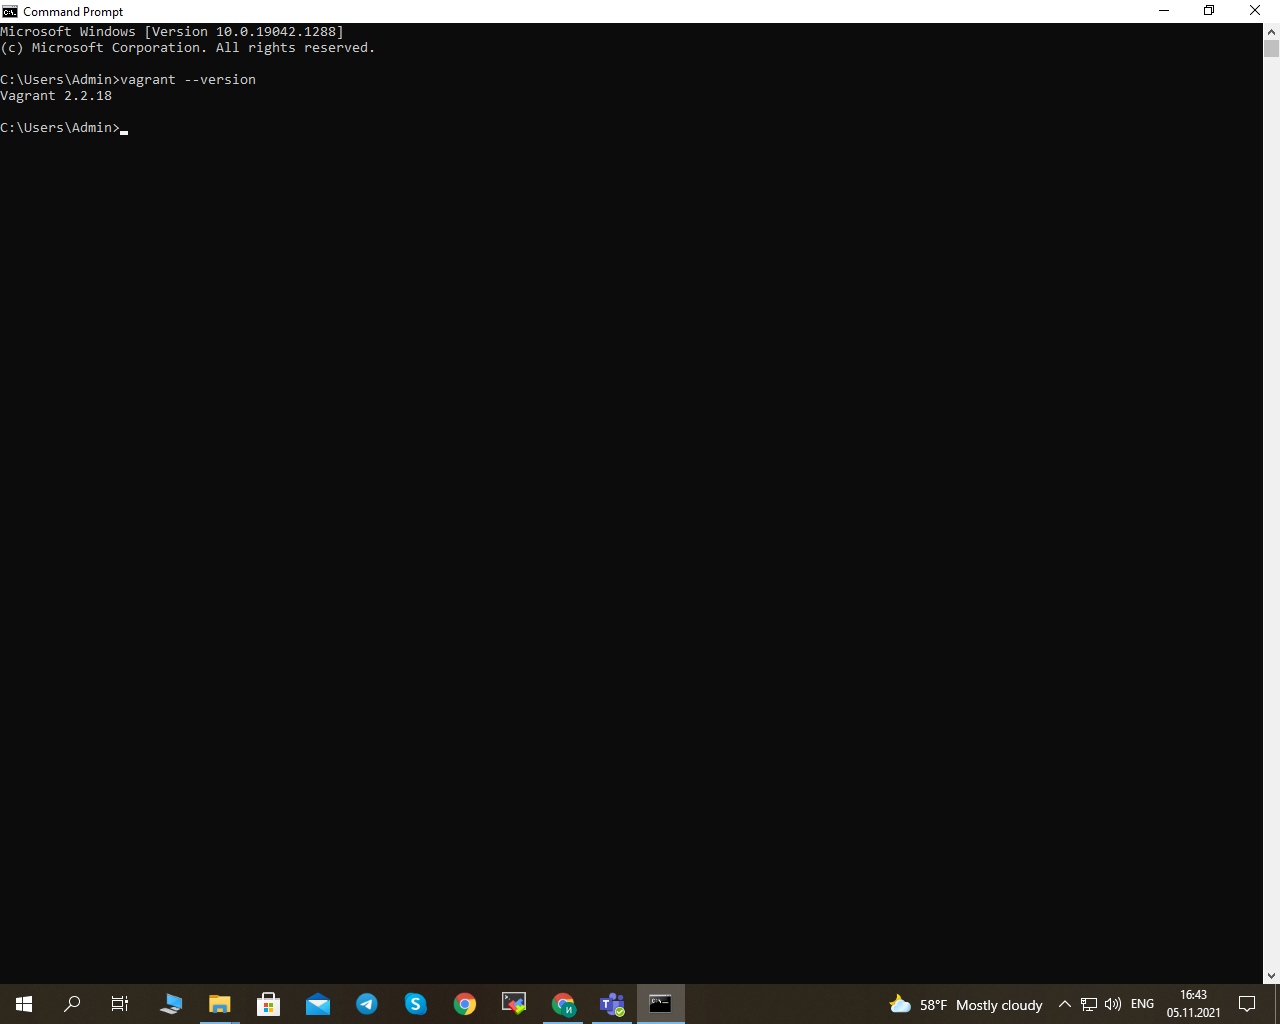 Command Prompt
Microsoft Windows [Version 10.0.19042.1288]
(c) Microsoft Corporation. All rights reserved.
C:\Users\Admin>vagrant --version
Vagrant 2.2.18
C:\Users\Admin>
58°F Mostly cloudy
ENG
16:43
05.11.2021